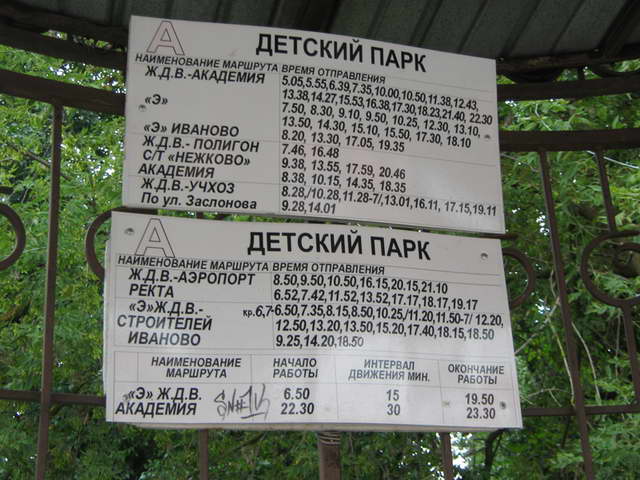 А ДЕТСКИЙ ПАРК
НАИМЕНОВАНИЕ МАРШРУТА ВРЕМЯ ОТПРАВЛЕНИЯ
Ж.Д.В.-АКАДЕМИЯ 5.05,5.55,6.39,7.35,10.00,10.50,11.38,12.43,
13.38,14.27,15.53,16.38,17.30,18.23,21.40, 22.30
«Э» 7.50, 8.30, 9.10, 9.50, 10.25, 12.30, 13.10,
13.50, 14.30, 15.10, 15.50, 17.30, 18.10
«Э» ИВАНОВО 8.20, 13.30, 17.05, 19.35
Ж.Д.В.- ПОЛИГОН 7.46, 16.48
С/Т «НЕЖКОВО» 9.38, 13.55, 17.59, 20.46
АКАДЕМИЯ 8.38, 10.15, 14.35, 18.35
Ж.Д.В.-УЧХОЗ 8.28/10.28, 11.28-7/,13.01,16.11, 17.15,19.11
По ул. Заслонова 9.28,14.01
А ДЕТСКИЙ ПАРК
НАИМЕНОВАНИЕ МАРШРУТА ВРЕМЯ ОТПРАВЛЕНИЯ
Ж.Д.В.-АЭРОПОРТ 8.50,9.50,10.50,16.15,20.15,21.10
РЕКТА 6.52,7.42,11.52,13.52,17.17,18.17,19.17
«Э»Ж.Д.В.- кр.6,7-6.50,7.35,8.15,8.50,10.25/11.20,11.50-7/ 12.20,
СТРОИТЕЛЕЙ 12.50,13.20,13.50,15.20,17.40,18.15,18.50
ИВАНОВО 9.25, 14.20,18.50
НАИМЕНОВАНИЕ НАЧАЛО ИНТЕРВАЛ ОКОНЧАНИЕ
МАРШРУТА РАБОТЫ ДВИЖЕНИЯ МИН. РАБОТЫ
«Э» Ж.Д.В. 6.50 15 19.50
АКАДЕМИЯ 22.30 30 23.30